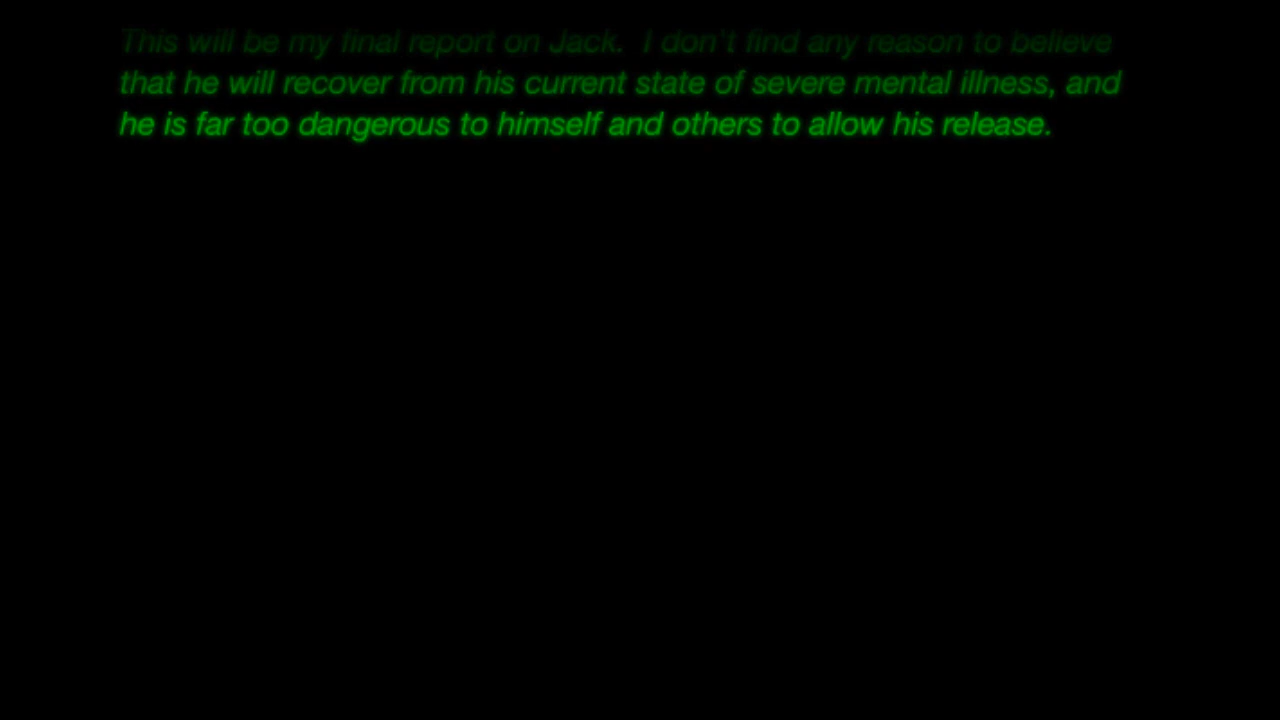 This will be my final report on Jack.  I don't find any reason to believe
that he will recover from his current state of severe mental illness, and
he is far too dangerous to himself and others to allow his release.